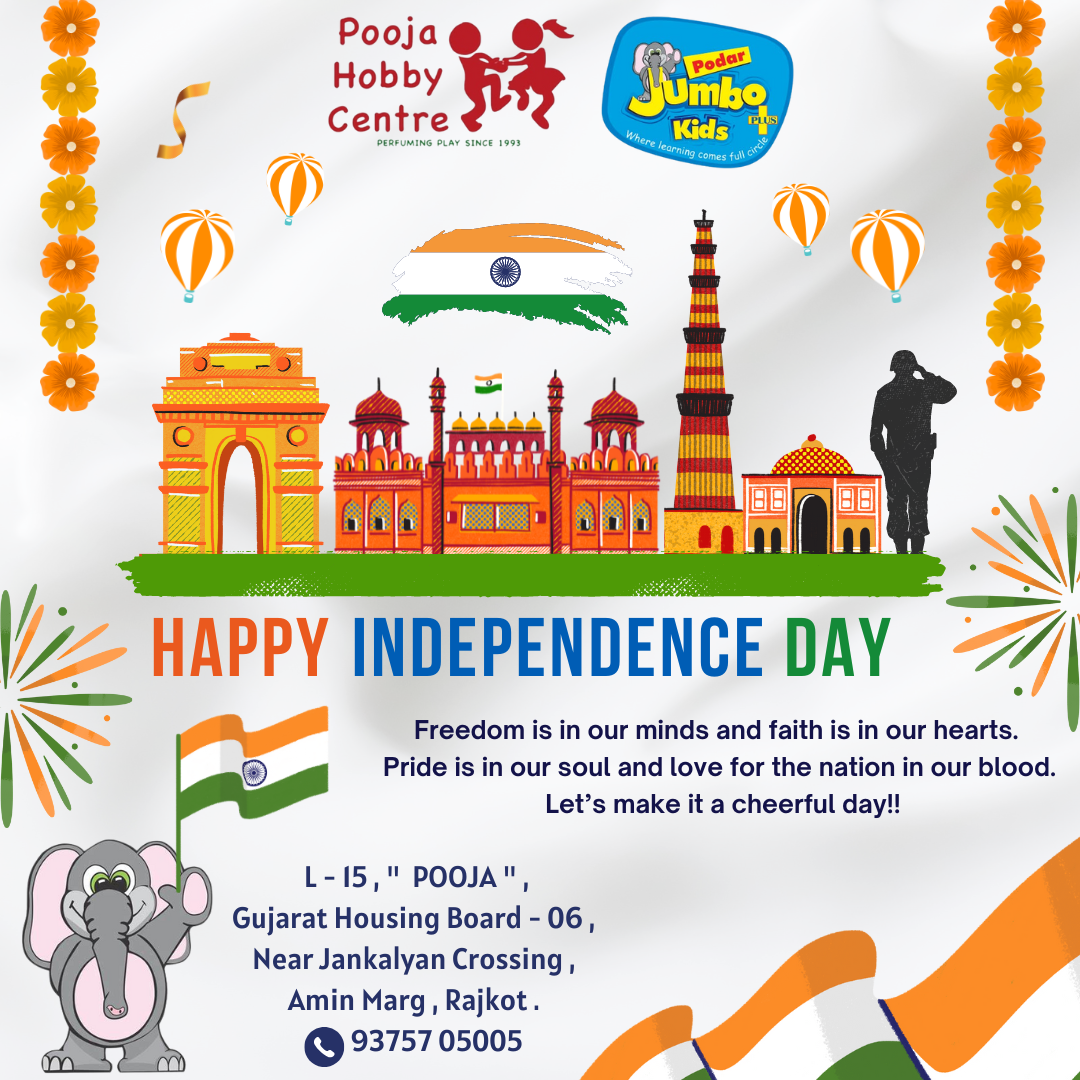 Pooja
Hobby
Centre
PERFUMING PLAY SINCE 1993
Podar
Jumbo
Kids
PLUS
Where learning comes full circle
HAPPY INDEPENDENCE DAY
Freedom is in our minds and faith is in our hearts.
Pride is in our soul and love for the nation in our blood.
Let's make it a cheerful day!!
L - 15 , " POOJA " ,
Gujarat Housing Board - 06 ,
Near Jankalyan Crossing ,
Amin Marg , Rajkot .
93757 05005